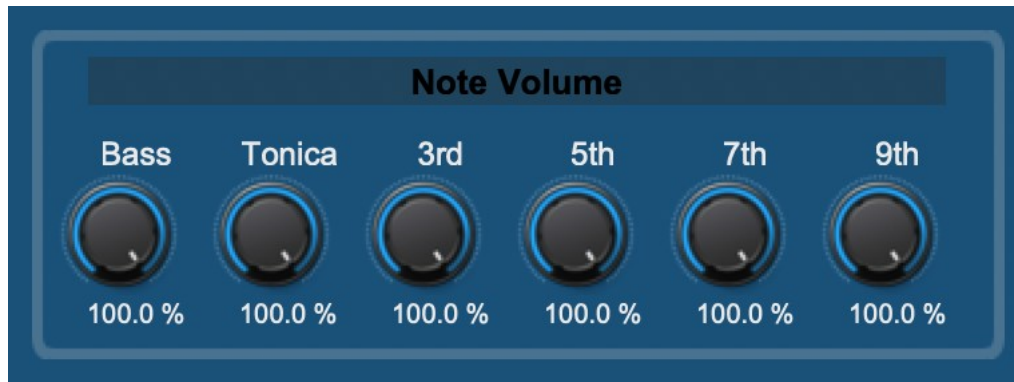 Note Volume
Bass Tonica 3rd 5th 7th 9th
100.0 % 100.0 % 100.0 % 100.0 % 100.0 % 100.0 %